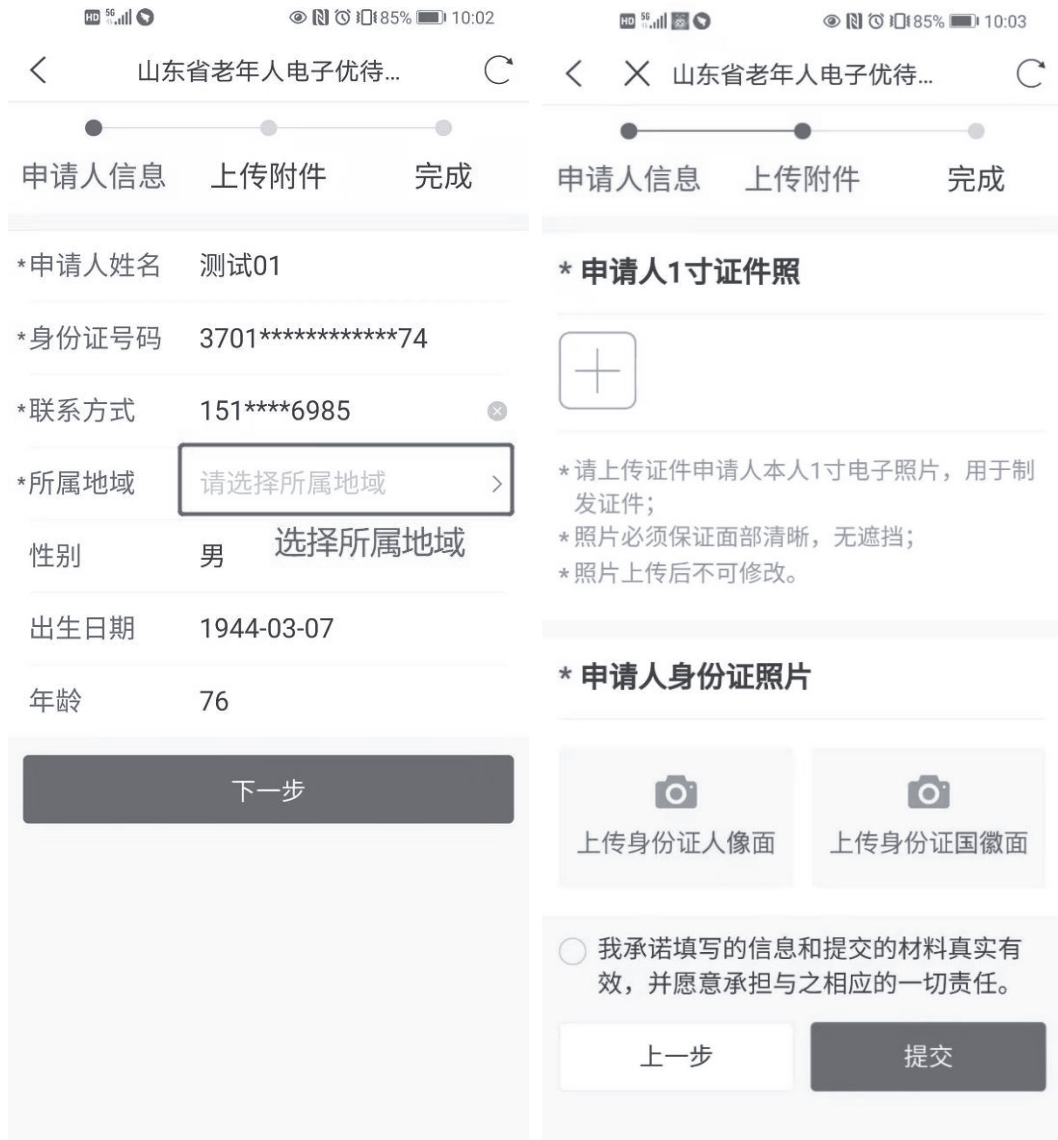 HD 5G 85% 10:02
山东省老年人电子优待...
申请人信息 上传附件 完成
*申请人姓名 测试01
*身份证号码 3701************74
*联系方式 151****6985
*所属地域 请选择所属地域
选择所属地域
性别 男
出生日期 1944-03-07
年龄 76
下一步
HD 5G 85% 10:03
山东省老年人电子优待...
申请人信息 上传附件 完成
* 申请人1寸证件照
*请上传证件申请人本人1寸电子照片，用于制
发证件；
*照片必须保证面部清晰，无遮挡；
*照片上传后不可修改。
* 申请人身份证照片
上传身份证人像面 上传身份证国徽面
我承诺填写的信息和提交的材料真实有
效，并愿意承担与之相应的一切责任。
上一步 提交